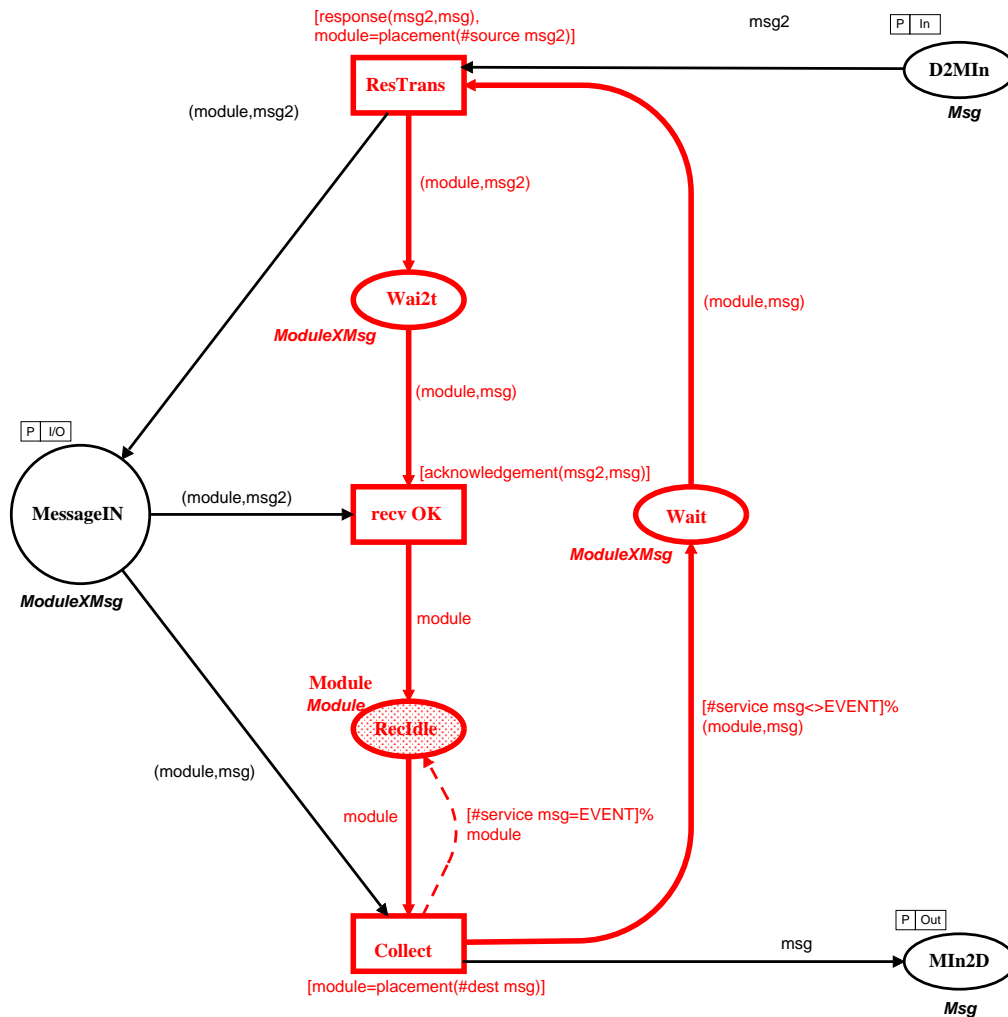 [response(msg2,msg),
module=placement(#source msg2)]
msg2
P In
ResTrans
D2MIn
Msg
(module,msg2)
(module,msg2)
Wai2t
ModuleXMsg
(module,msg)
(module,msg)
P I/O
[acknowledgement(msg2,msg)]
MessageIN
(module,msg2)
recv OK
Wait
ModuleXMsg
ModuleXMsg
module
Module
Module
RecIdle
[#service msg<>EVENT]%
(module,msg)
(module,msg)
module
[#service msg=EVENT]%
module
P Out
Collect
msg
MIn2D
[module=placement(#dest msg)]
Msg